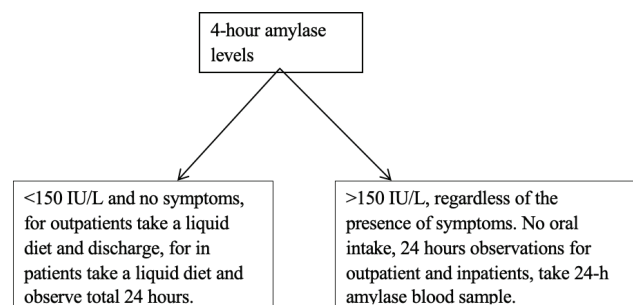 4-hour amylase
levels
<150 IU/L and no symptoms,
for outpatients take a liquid
diet and discharge, for in
patients take a liquid diet and
observe total 24 hours.
>150 IU/L, regardless of the
presence of symptoms. No oral
intake, 24 hours observations for
outpatient and inpatients, take 24-h
amylase blood sample.